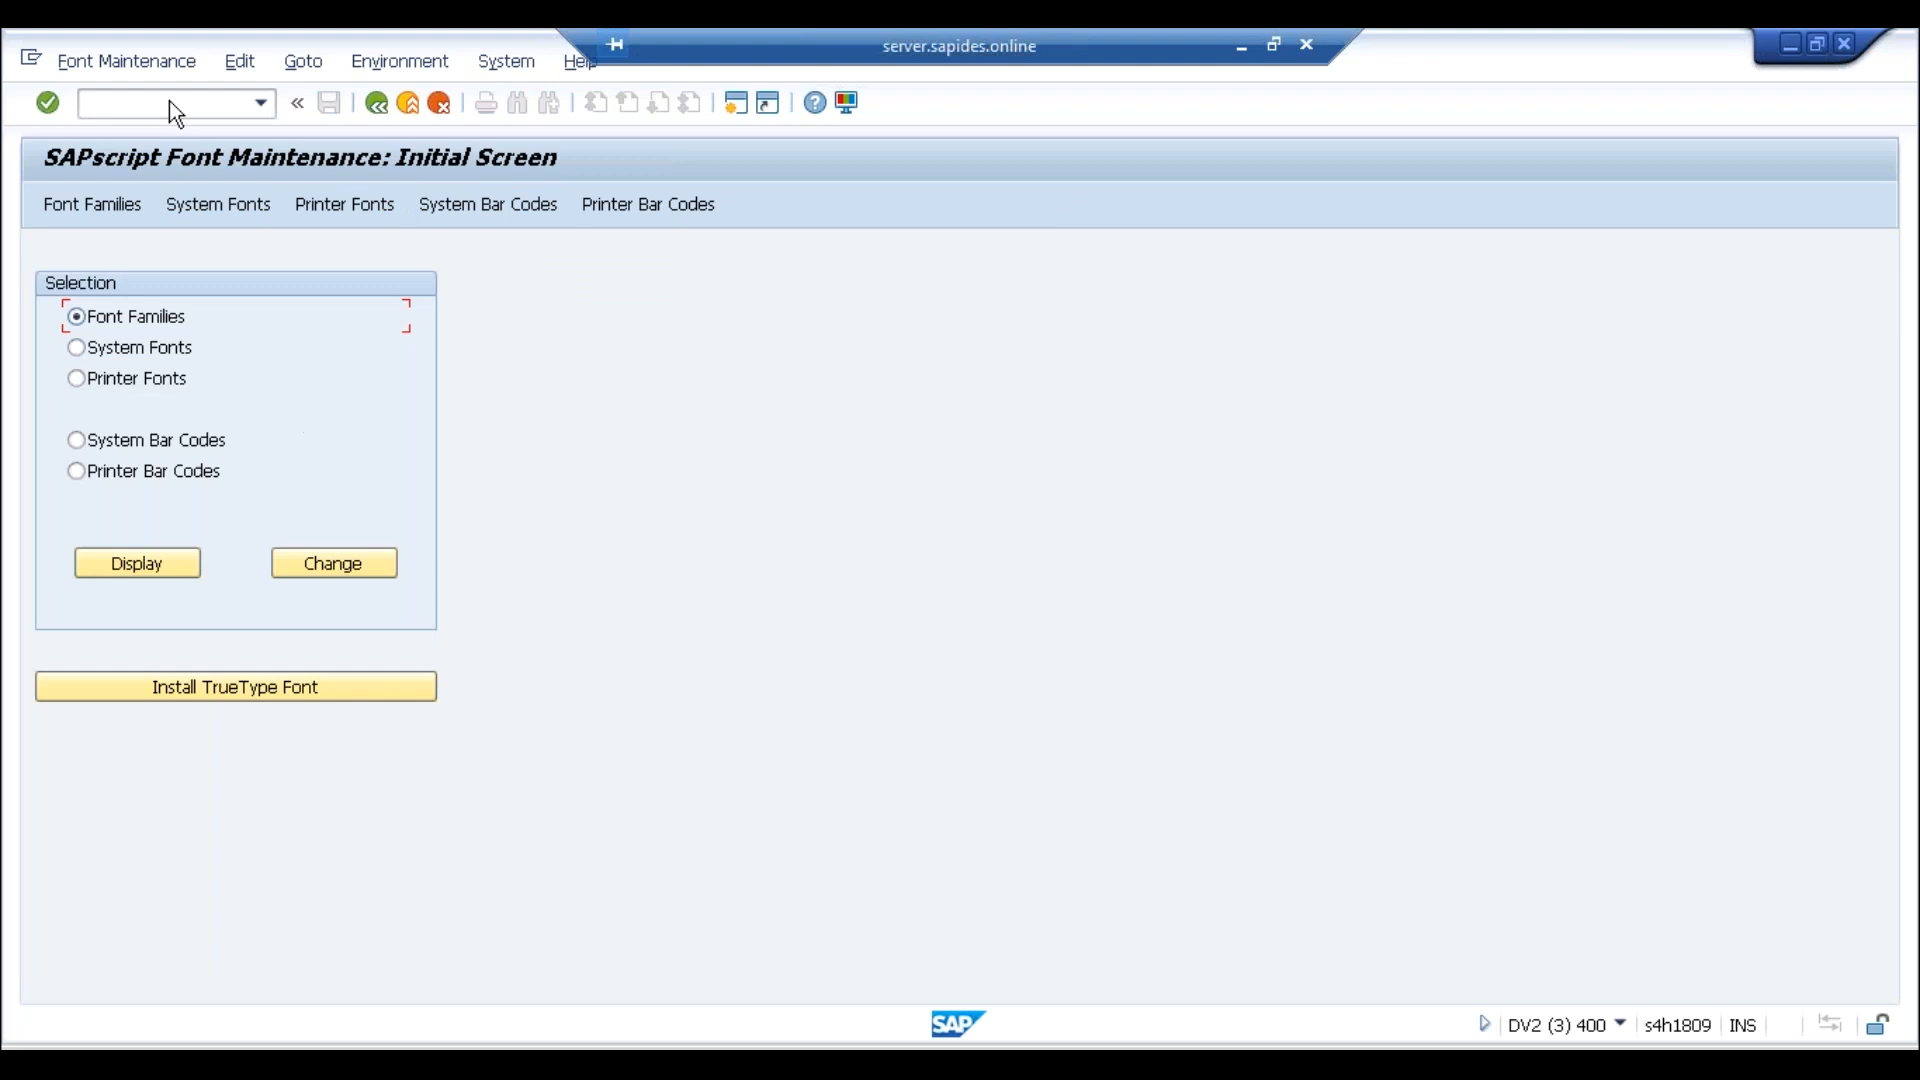 server.sapides.online
Font Maintenance Edit Goto Environment System Help
SAPscript Font Maintenance: Initial Screen
Font Families System Fonts Printer Fonts System Bar Codes Printer Bar Codes
Selection
Font Families
System Fonts
Printer Fonts
System Bar Codes
Printer Bar Codes
Display Change
Install TrueType Font
SAP DV2 (3) 400 s4h1809 INS